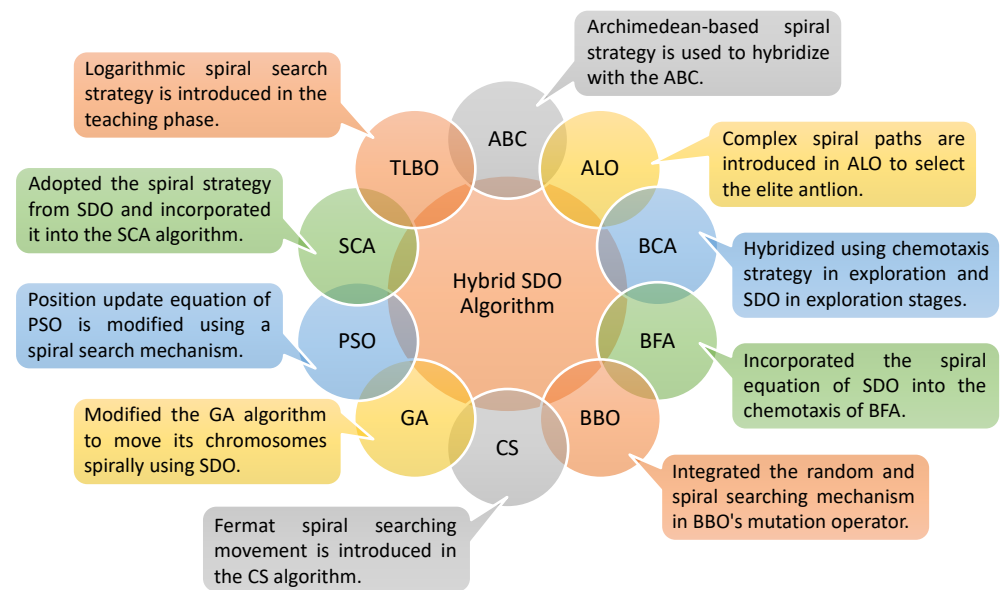 Archimedean-based spiral
strategy is used to hybridize
with the ABC.
Logarithmic spiral search
strategy is introduced in the
teaching phase.
ABC
TLBO
ALO
Complex spiral paths are
introduced in ALO to select
the elite antlion.
Adopted the spiral strategy
from SDO and incorporated
it into the SCA algorithm.
SCA
BCA
Hybridized using chemotaxis
strategy in exploration and
SDO in exploration stages.
Hybrid SDO
Algorithm
Position update equation of
PSO is modified using a
spiral search mechanism.
PSO
BFA
Incorporated the spiral
equation of SDO into the
chemotaxis of BFA.
Modified the GA algorithm
to move its chromosomes
spirally using SDO.
GA
CS
BBO
Integrated the random and
spiral searching mechanism
in BBO's mutation operator.
Fermat spiral searching
movement is introduced in
the CS algorithm.